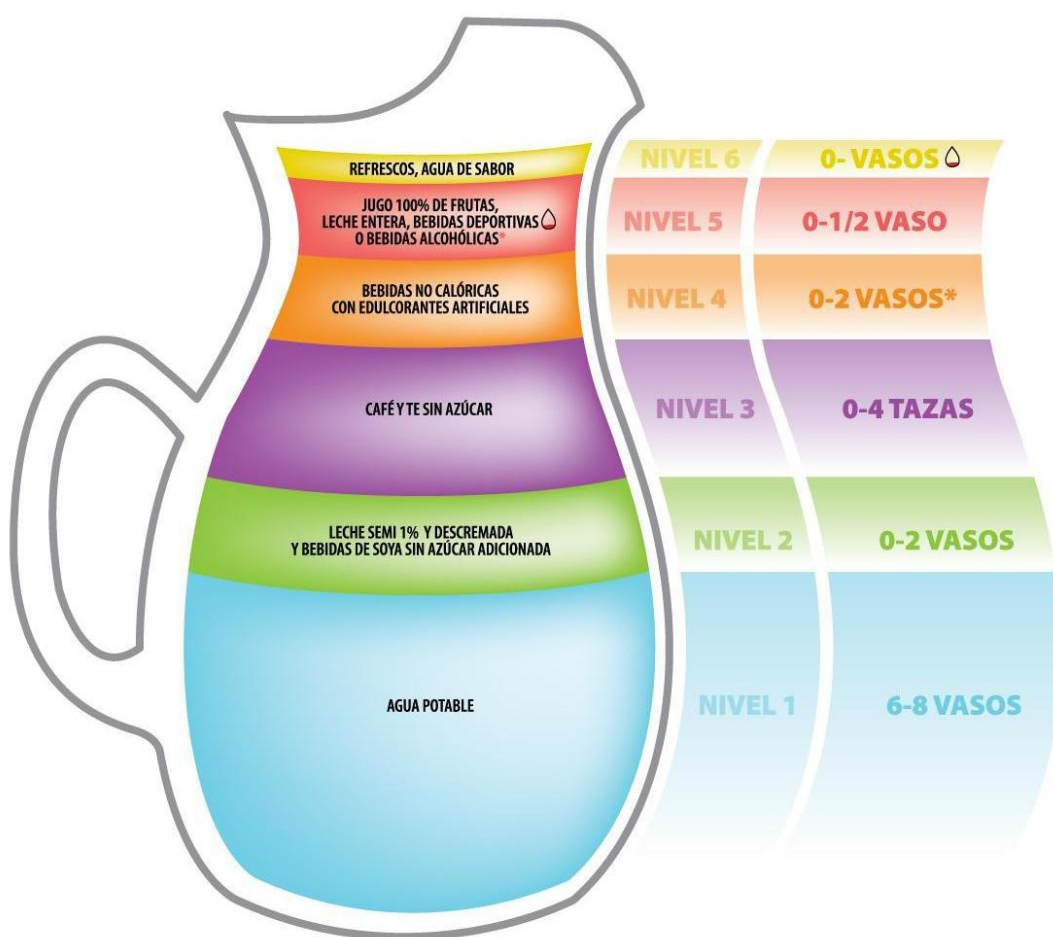 REFRESCOS, AGUA DE SABOR
NIVEL 6
0- VASOS
JUGO 100% DE FRUTAS,
LECHE ENTERA, BEBIDAS DEPORTIVAS
O BEBIDAS ALCOHÓLICAS*
NIVEL 5
0-1/2 VASO
BEBIDAS NO CALÓRICAS
CON EDULCORANTES ARTIFICIALES
NIVEL 4
0-2 VASOS*
CAFÉ Y TE SIN AZÚCAR
NIVEL 3
0-4 TAZAS
LECHE SEMI 1% Y DESCREMADA
Y BEBIDAS DE SOYA SIN AZÚCAR ADICIONADA
NIVEL 2
0-2 VASOS
AGUA POTABLE
NIVEL 1
6-8 VASOS